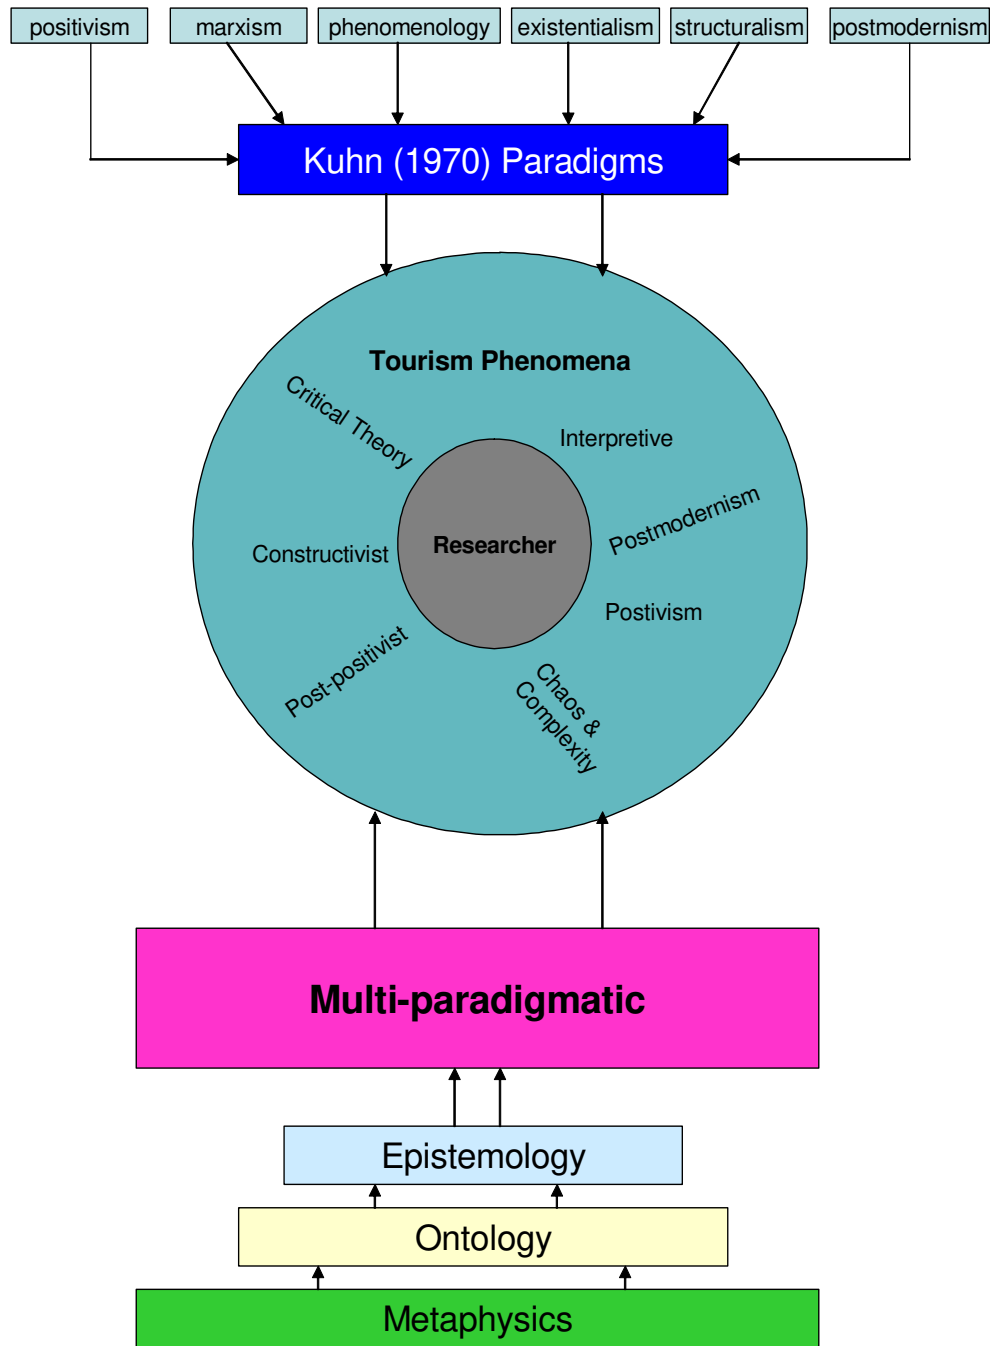 positivism
marxism
phenomenology
existentialism
structuralism
postmodernism
Kuhn (1970) Paradigms
Tourism Phenomena
Critical Theory
Interpretive
Postmodernism
Researcher
Constructivist
Postivism
Post-positivist
Chaos &
Complexity
Multi-paradigmatic
Epistemology
Ontology
Metaphysics